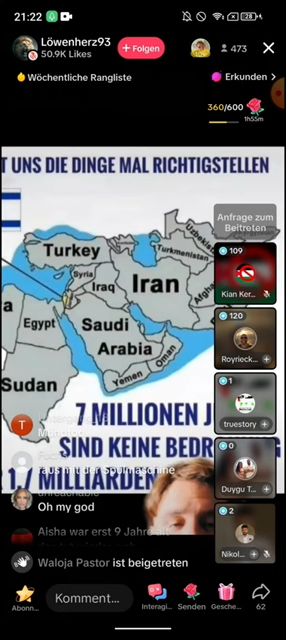 21:22
28
Löwenherz93
50.9K Likes
+ Folgen
473
Wöchentliche Rangliste
Erkunden >
360/600
1h55m
T UNS DIE DINGE MAL RICHTIGSTELLEN
Anfrage zum
Beitreten
Turkey
Turkmenistan
Syria
Iraq
Iran
Egypt
Saudi
Arabia
Oman
Yemen
Sudan
109
Kian Ker...
120
Royrieck...
1
truestory
0
Duygu T...
2
Nikol...
7 MILLIONEN J
SIND KEINE BEDR
1.7 MILLIARDEN
T
raus mit der Spülmaschine
unreachable
Oh my god
Aisha war erst 9 Jahre alt
Waloja Pastor ist beigetreten
Abonn...
Kommentar...
Interagi...
Senden
Gesche...
62